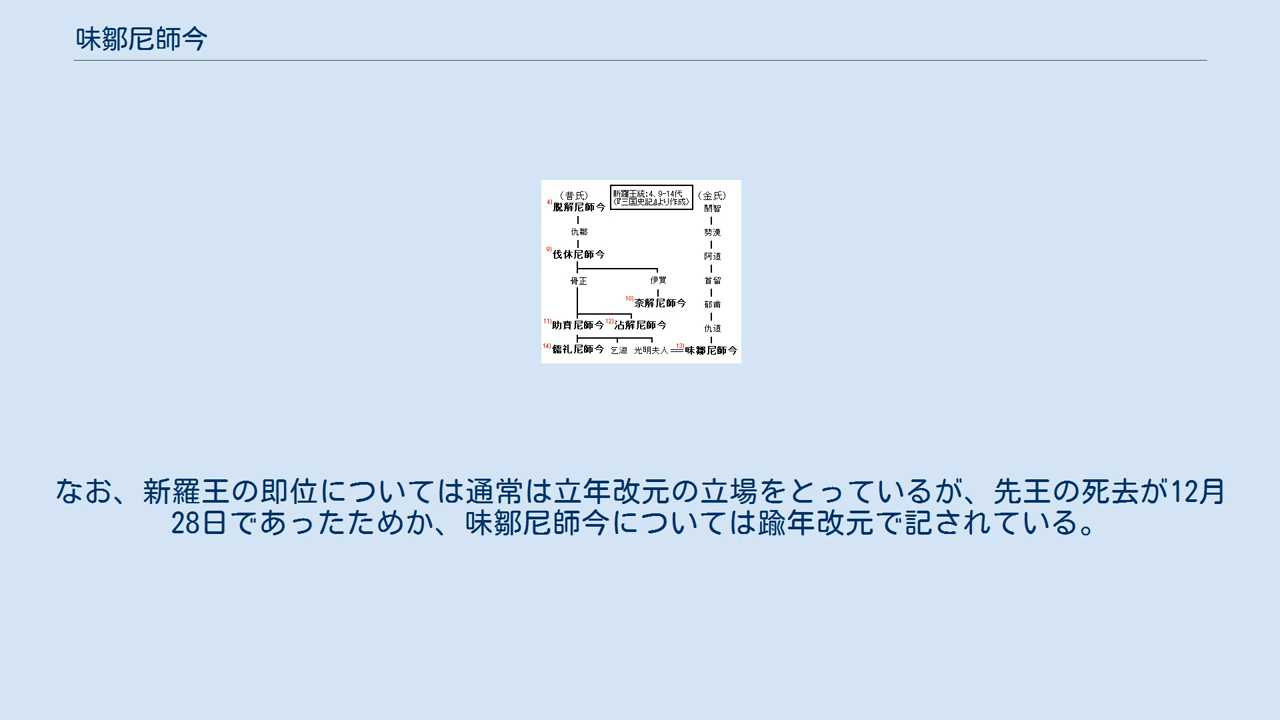 味鄒尼師今
(昔氏)
新羅王統:4、9-14代
(『三国史記』より作成)
(金氏)
4)脱解尼師今
閼智
仇鄒
勢漢
9)伐休尼師今
阿道
骨正
伊買
首留
10)奈解尼師今
郁甫
11)助賁尼師今
12)沾解尼師今
仇道
14)儒礼尼師今
乞淑
光明夫人
13)味鄒尼師今
なお、新羅王の即位については通常は立年改元の立場をとっているが、先王の死去が12月
28日であったためか、味鄒尼師今については踰年改元で記されている。